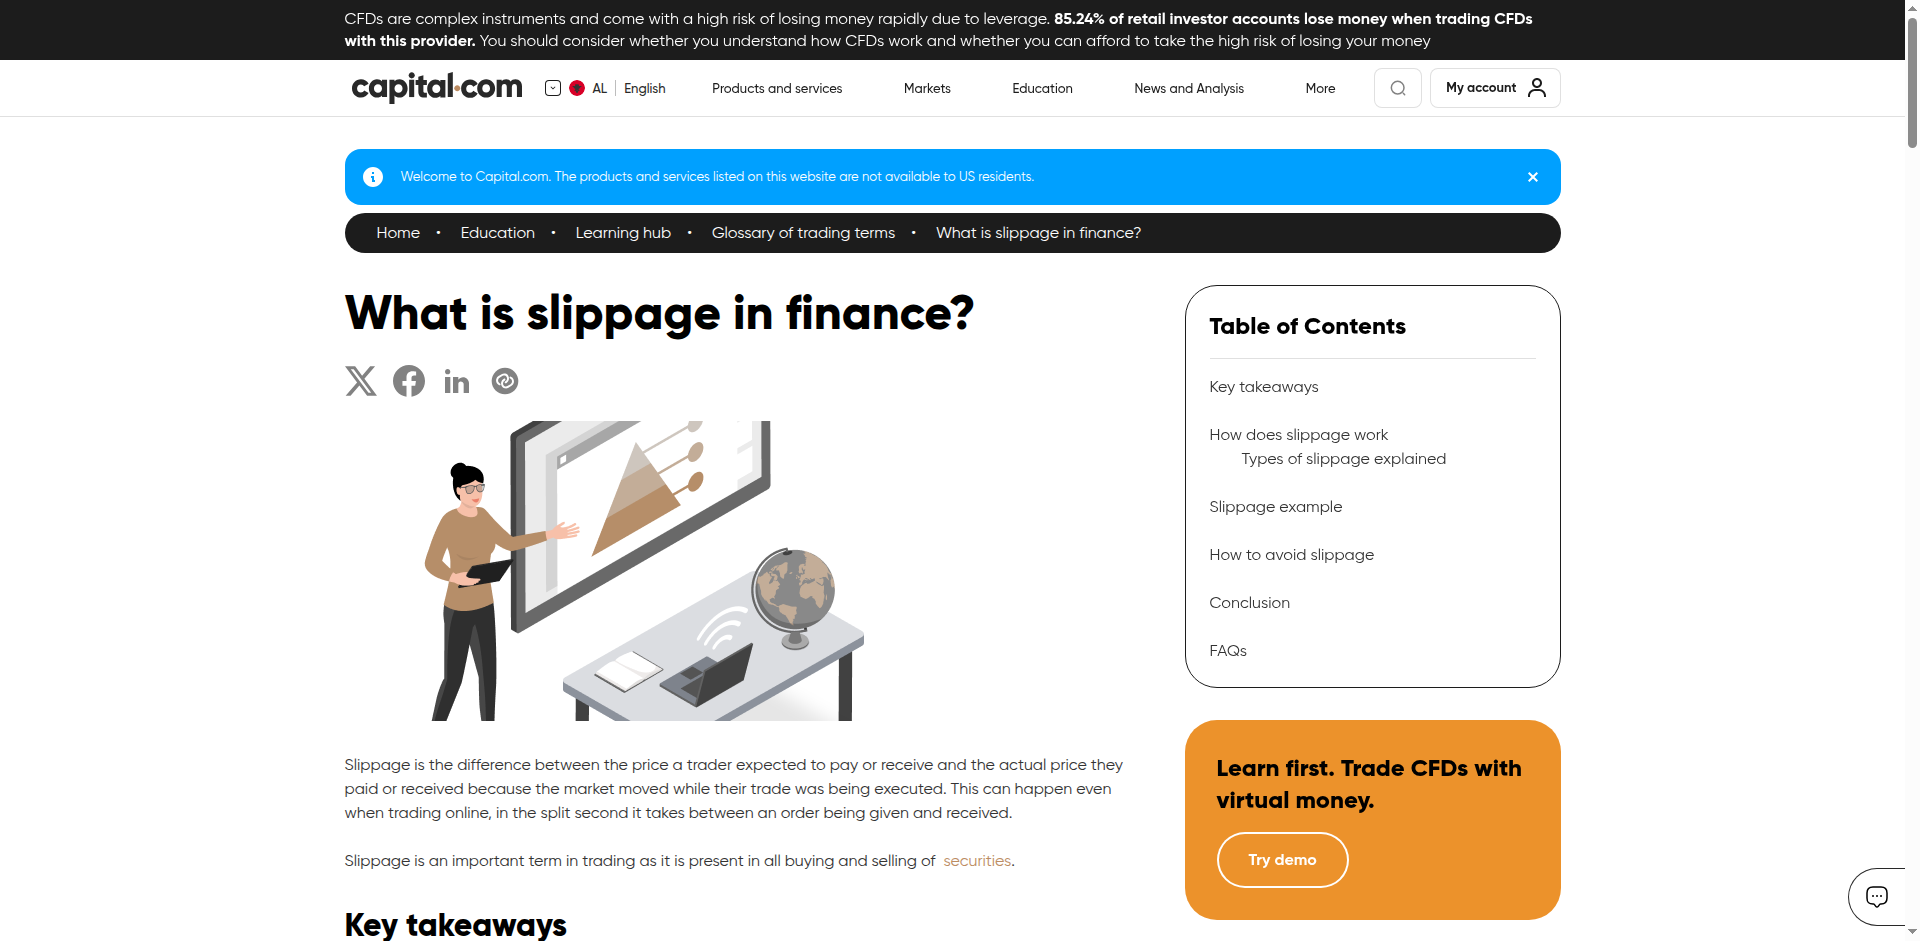 CFDs are complex instruments and come with a high risk of losing money rapidly due to leverage. 85.24% of retail investor accounts lose money when trading CFDs
with this provider. You should consider whether you understand how CFDs work and whether you can afford to take the high risk of losing your money
capital.com
AL English
Products and services
Markets
Education
News and Analysis
More
My account
Welcome to Capital.com. The products and services listed on this website are not available to US residents.
Home • Education • Learning hub • Glossary of trading terms • What is slippage in finance?
What is slippage in finance?
Slippage is the difference between the price a trader expected to pay or receive and the actual price they
paid or received because the market moved while their trade was being executed. This can happen even
when trading online, in the split second it takes between an order being given and received.
Slippage is an important term in trading as it is present in all buying and selling of securities.
Key takeaways
Table of Contents
Key takeaways
How does slippage work
Types of slippage explained
Slippage example
How to avoid slippage
Conclusion
FAQs
Learn first. Trade CFDs with
virtual money.
Try demo